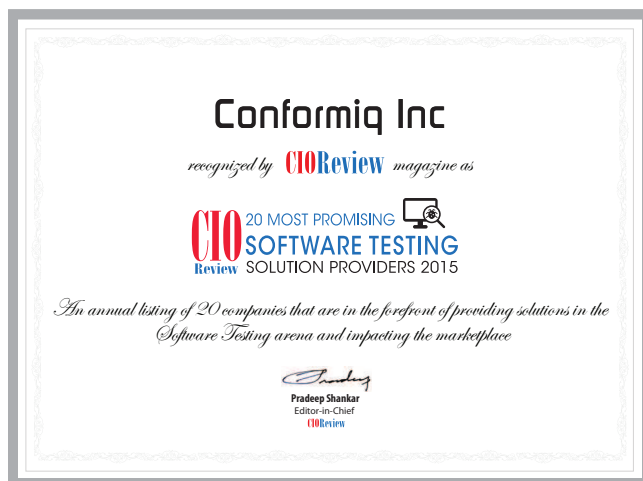 Conformiq Inc
recognized by CIOReview magazine as
CIO Review 20 MOST PROMISING
SOFTWARE TESTING
SOLUTION PROVIDERS 2015
An annual listing of 20 companies that are in the forefront of providing solutions in the
Software Testing arena and impacting the marketplace
Pradeep
Pradeep Shankar
Editor-in-Chief
CIOReview